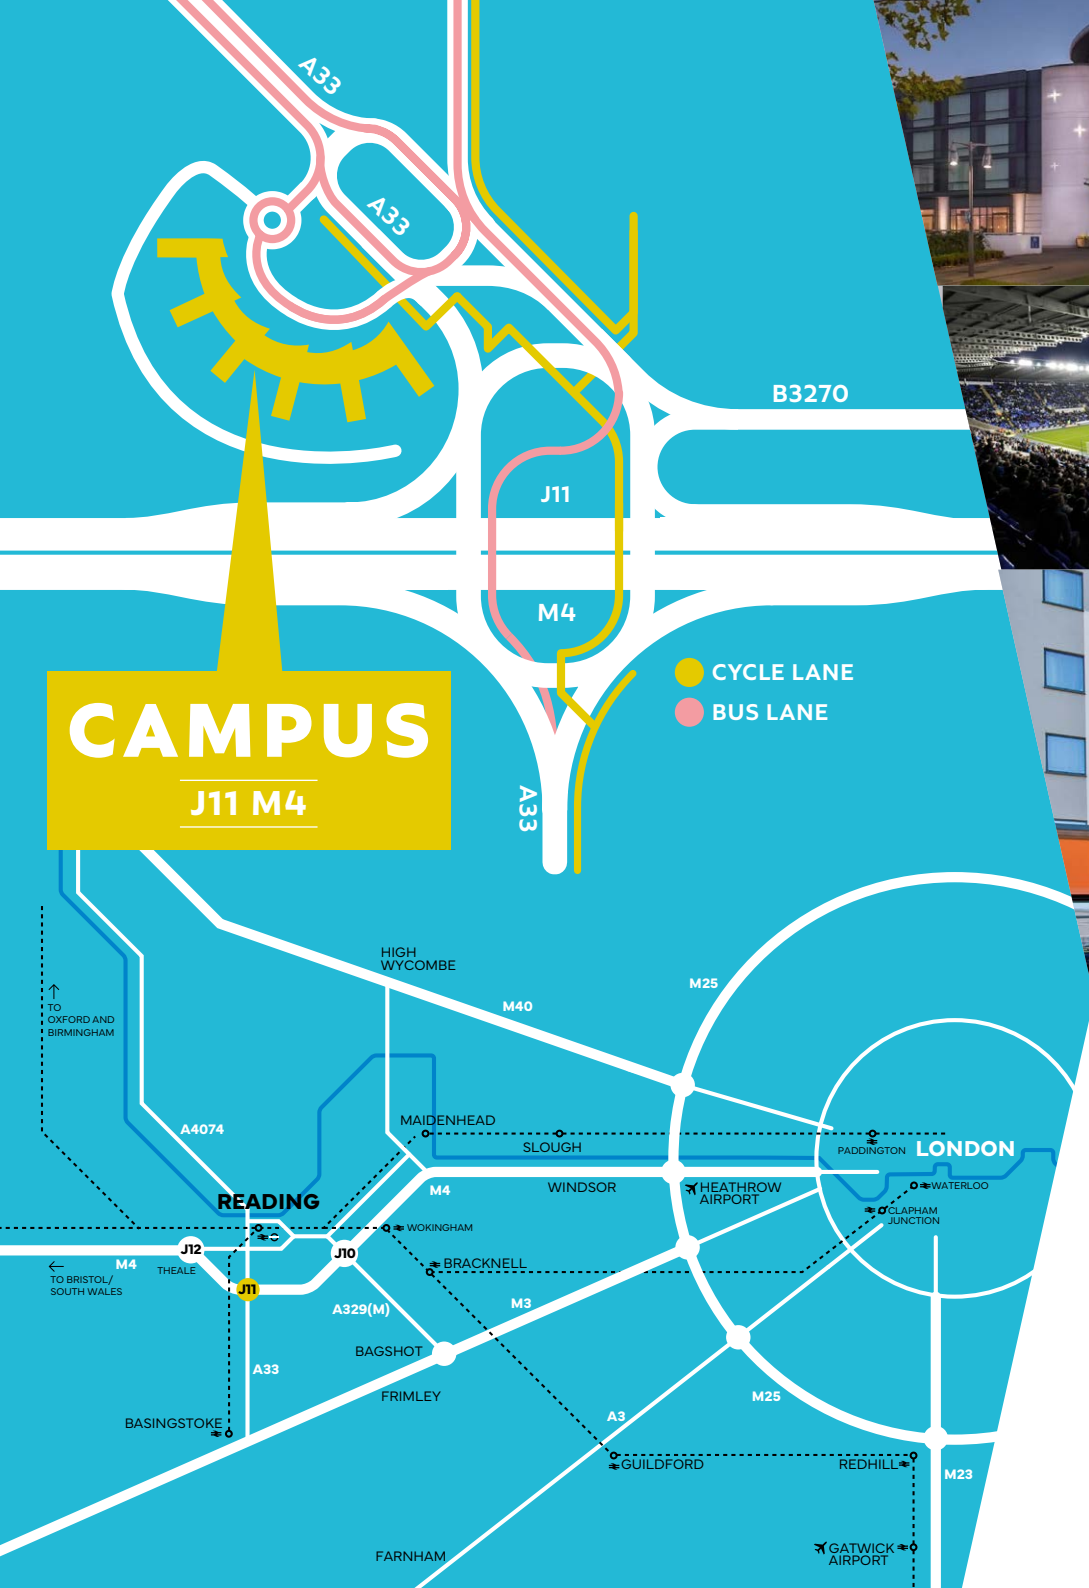 A33
A33
B3270
J11
M4
CYCLE LANE
BUS LANE
CAMPUS
J11 M4
A33
HIGH
WYCOMBE
M25
M40
TO
OXFORD AND
BIRMINGHAM
A4074
MAIDENHEAD
SLOUGH
PADDINGTON
LONDON
READING
M4
WINDSOR
HEATHROW
AIRPORT
WATERLOO
CLAPHAM
JUNCTION
WOKINGHAM
J12
J10
M4
THEALE
BRACKNELL
TO BRISTOL/
SOUTH WALES
J11
A329(M)
M3
BAGSHOT
A33
FRIMLEY
M25
BASINGSTOKE
A3
GUILDFORD
REDHILL
M23
FARNHAM
GATWICK
AIRPORT